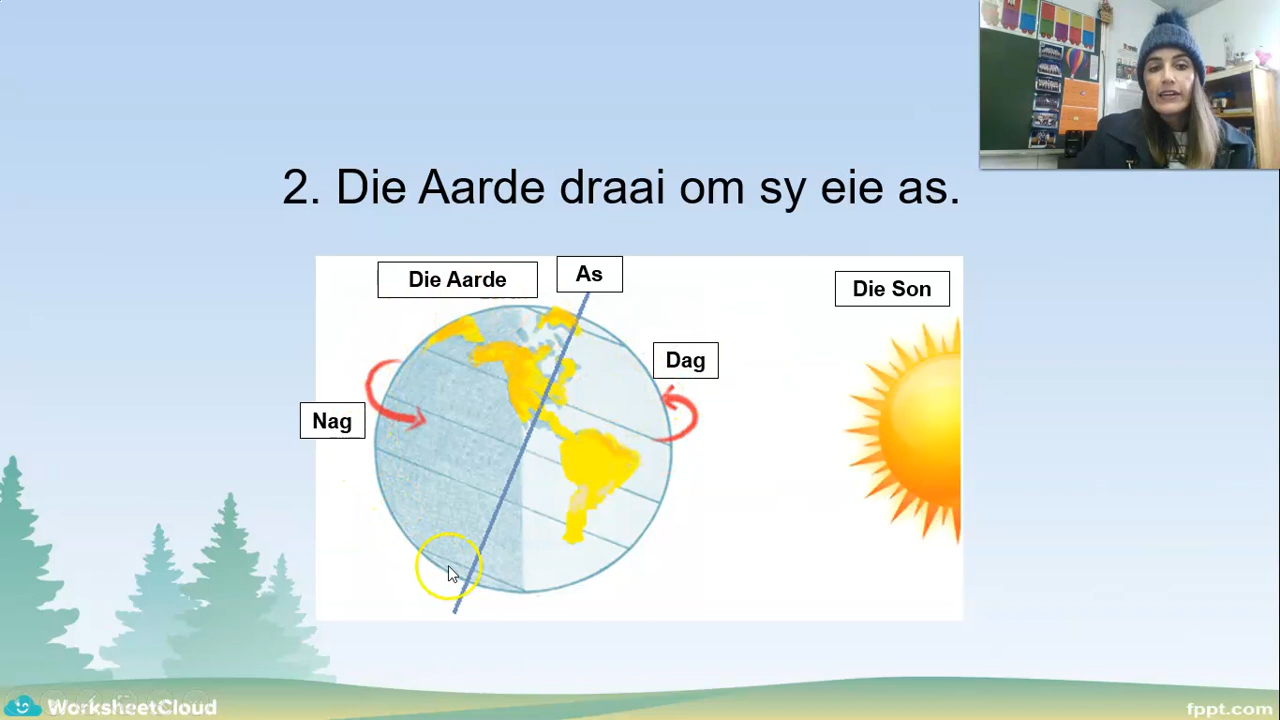 2. Die Aarde draai om sy eie as.
Die Aarde
As
Die Son
Dag
Nag
WorksheetCloud
fppt.com